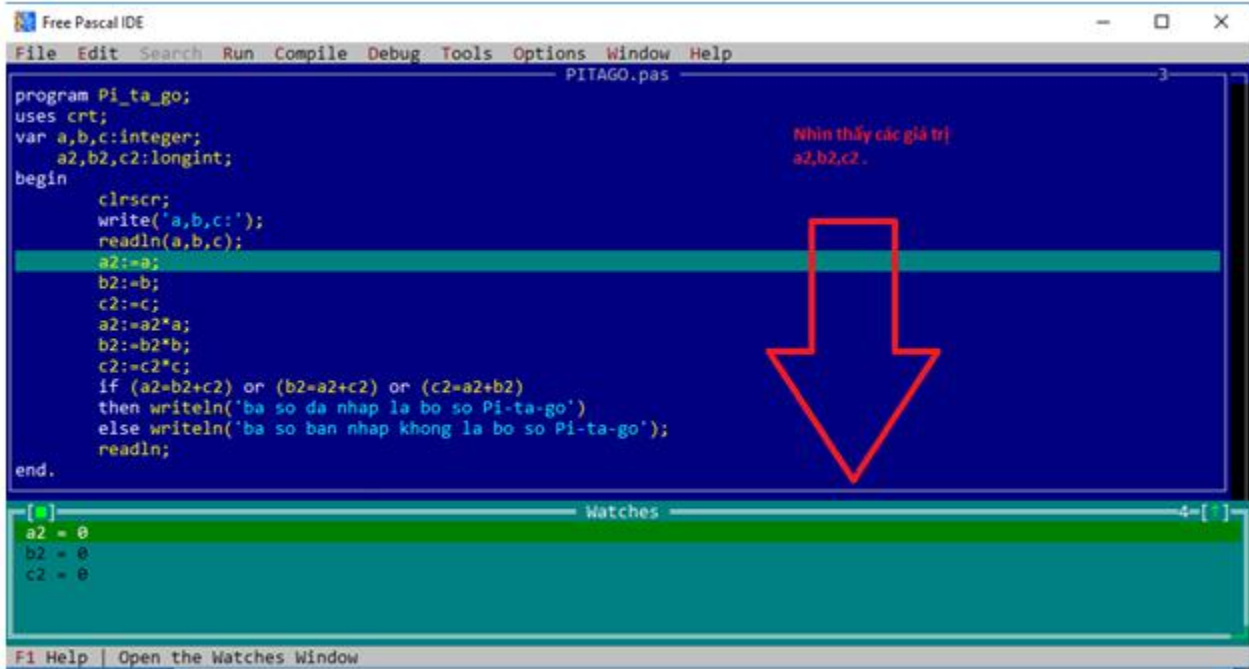 Free Pascal IDE
File Edit Search Run Compile Debug Tools Options Window Help
PITAGO.pas 3
program Pi_ta_go;
uses crt;
var a,b,c:integer;
a2,b2,c2:longint;
begin
clrscr;
write('a,b,c:');
readln(a,b,c);
a2:=a;
b2:=b;
c2:=c;
a2:=a2*a;
b2:=b2*b;
c2:=c2*c;
if (a2=b2+c2) or (b2=a2+c2) or (c2=a2+b2)
then writeln('ba so da nhap la bo so Pi-ta-go')
else writeln('ba so ban nhap khong la bo so Pi-ta-go');
readln;
end.
Nhìn thấy các giá trị
a2,b2,c2 .
[■] Watches 4=[↑]
a2 = 0
b2 = 0
c2 = 0
F1 Help | Open the Watches Window